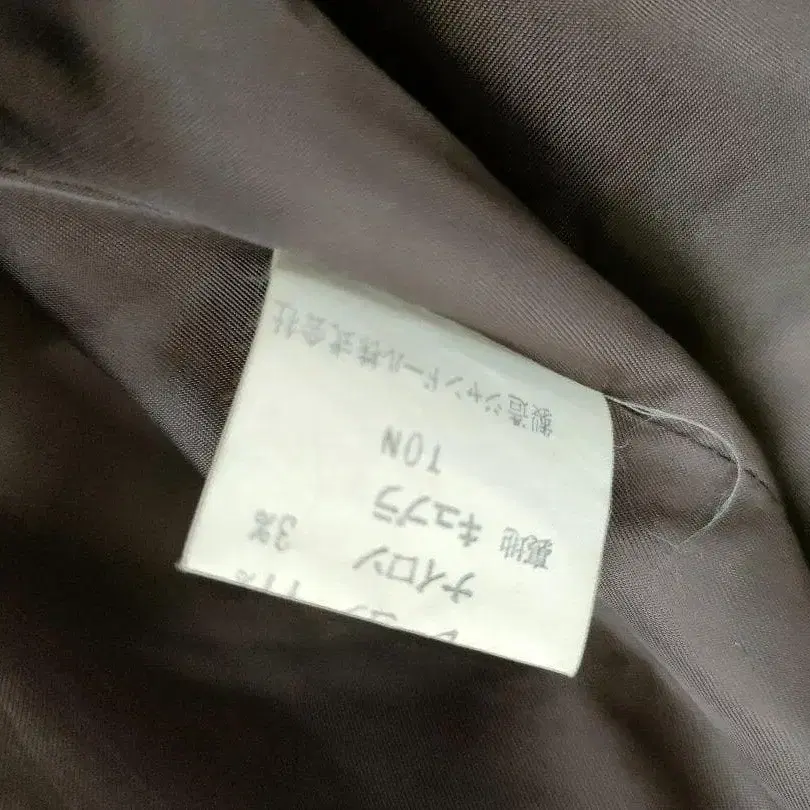 ナイロン 3%
裏地 キュプラ
TON
製造ジャンドール株式会社